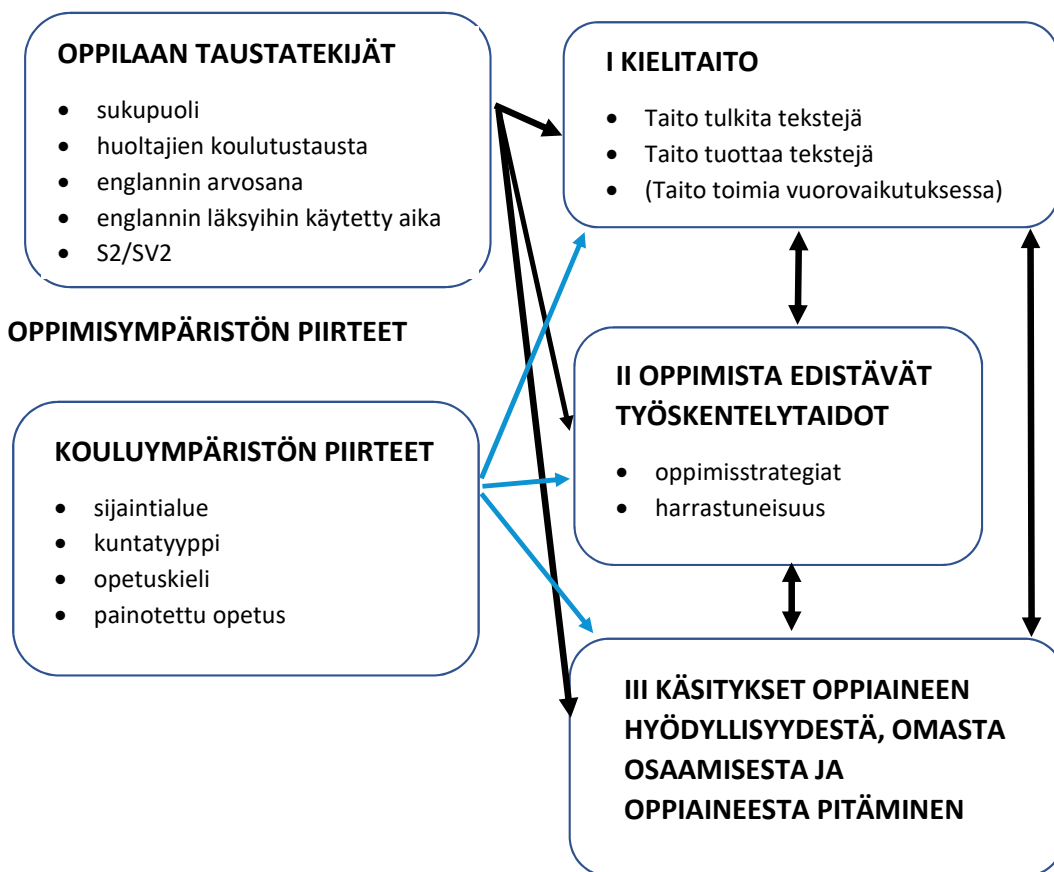 OPPILAAN TAUSTATEKIJÄT
• sukupuoli
• huoltajien koulutustausta
• englannin arvosana
• englannin läksyihin käytetty aika
• S2/SV2
OPPIMISYMPÄRISTÖN PIIRTEET
KOULUYMPÄRISTÖN PIIRTEET
• sijaintialue
• kuntatyyppi
• opetuskieli
• painotettu opetus
I KIELITAITO
• Taito tulkita tekstejä
• Taito tuottaa tekstejä
• (Taito toimia vuorovaikutuksessa)
II OPPIMISTA EDISTÄVÄT
TYÖSKENTELYTAIDOT
• oppimisstrategiat
• harrastuneisuus
III KÄSITYKSET OPPIAINEEN
HYÖDYLLISYYDESTÄ, OMASTA
OSAAMISESTA JA
OPPIAINEESTA PITÄMINEN